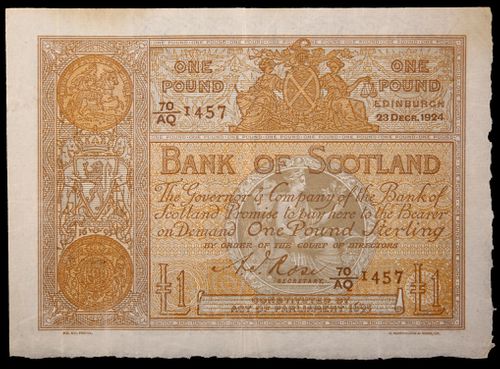 ONE POUND
ONE POUND
EDINBURGH
23 DECR. 1924
70/AQ 1457
BANK OF SCOTLAND
The Governor & Company of the Bank of
Scotland Promise to pay here to the Bearer
on Demand One Pound Sterling
BY ORDER OF THE COURT OF DIRECTORS
SECRETARY.
70/AQ 1457
£1
£1
CONSTITUTED BY
ACT OF PARLIAMENT 1695